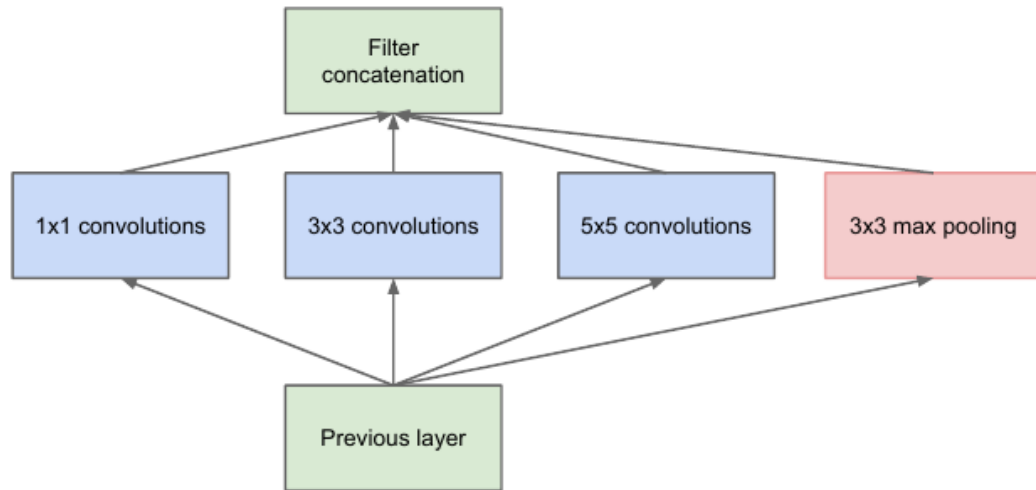 Filter
concatenation
1x1 convolutions
3x3 convolutions
5x5 convolutions
3x3 max pooling
Previous layer